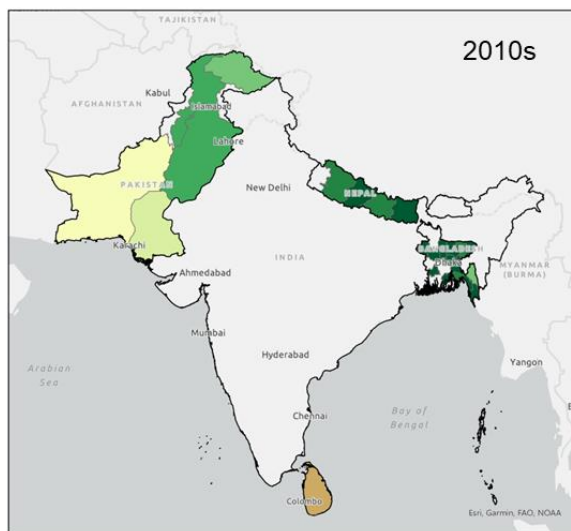 2010s
TAJIKISTAN
Kabul
AFGHANISTAN
Islamabad
Lahore
PAKISTAN
New Delhi
NEPAL
Karachi
BANGLADESH
Dhaka
Ahmedabad
INDIA
MYANMAR
(BURMA)
Mumbai
Hyderabad
Arabian
Sea
Yangon
Chennai
Bay of
Bengal
Colombo
Esri, Garmin, FAO, NOAA